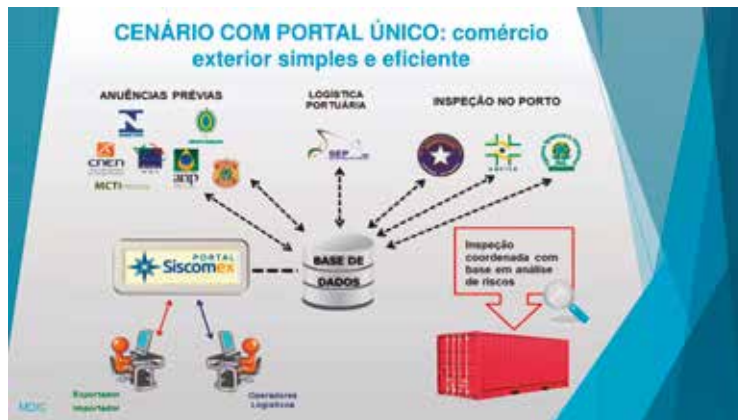 CENÁRIO COM PORTAL ÚNICO: comércio
exterior simples e eficiente
ANUÊNCIAS PRÉVIAS
LOGÍSTICA
PORTUÁRIA
INSPEÇÃO NO PORTO
SEP
cnen
anp
MCTI
PORTAL
Siscomex
BASE DE
DADOS
Inspeção
coordenada com
base em análise
de riscos
Exportador
Importador
Operadores
Logísticos
MDIC